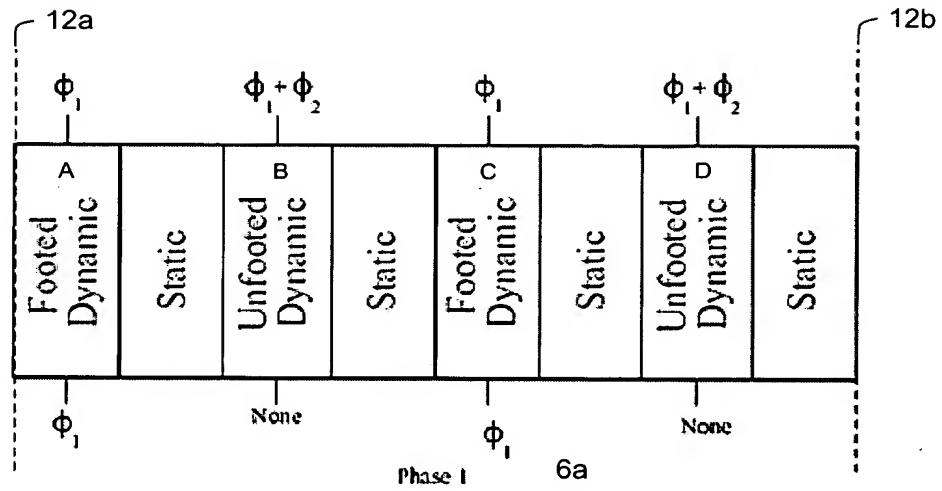 12a
12b
ϕ1
ϕ1 + ϕ2
ϕ1
ϕ1 + ϕ2
A
Footed
Dynamic
Static
B
Unfooted
Dynamic
Static
C
Footed
Dynamic
Static
D
Unfooted
Dynamic
Static
ϕ1
None
ϕ1
None
Phase 1
6a